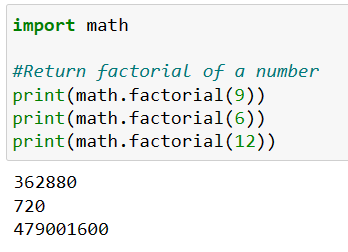 import math
#Return factorial of a number
print(math.factorial(9))
print(math.factorial(6))
print(math.factorial(12))
362880
720
479001600